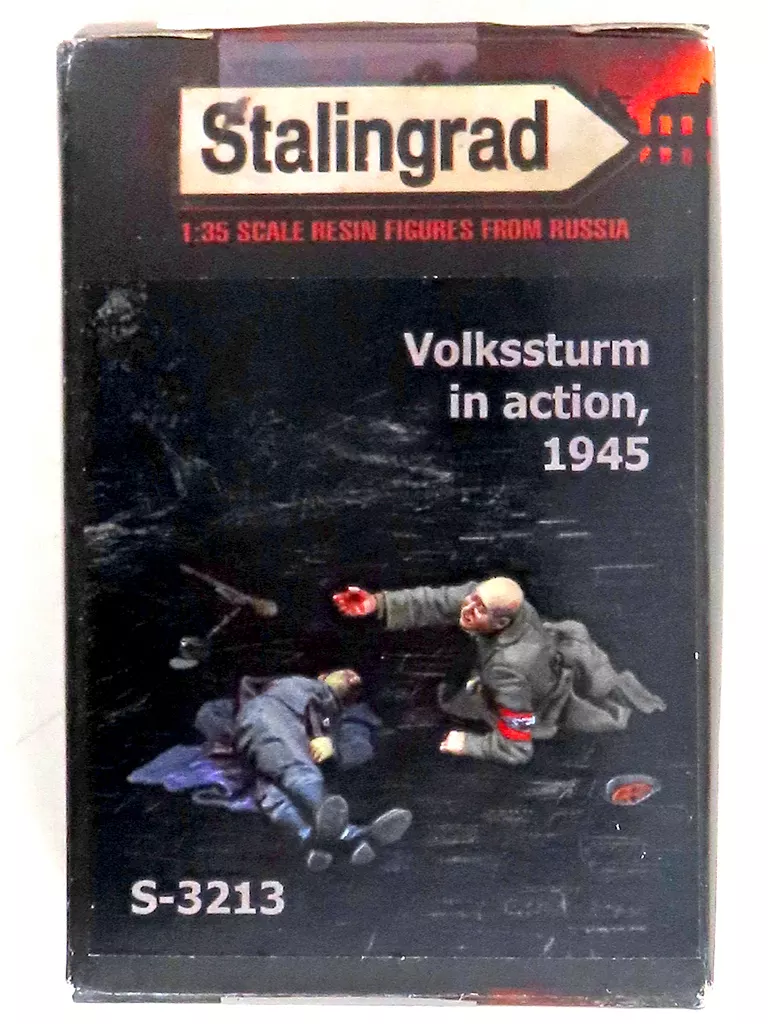 Stalingrad
1:35 SCALE RESIN FIGURES FROM RUSSIA
Volkssturm
in action,
1945
S-3213